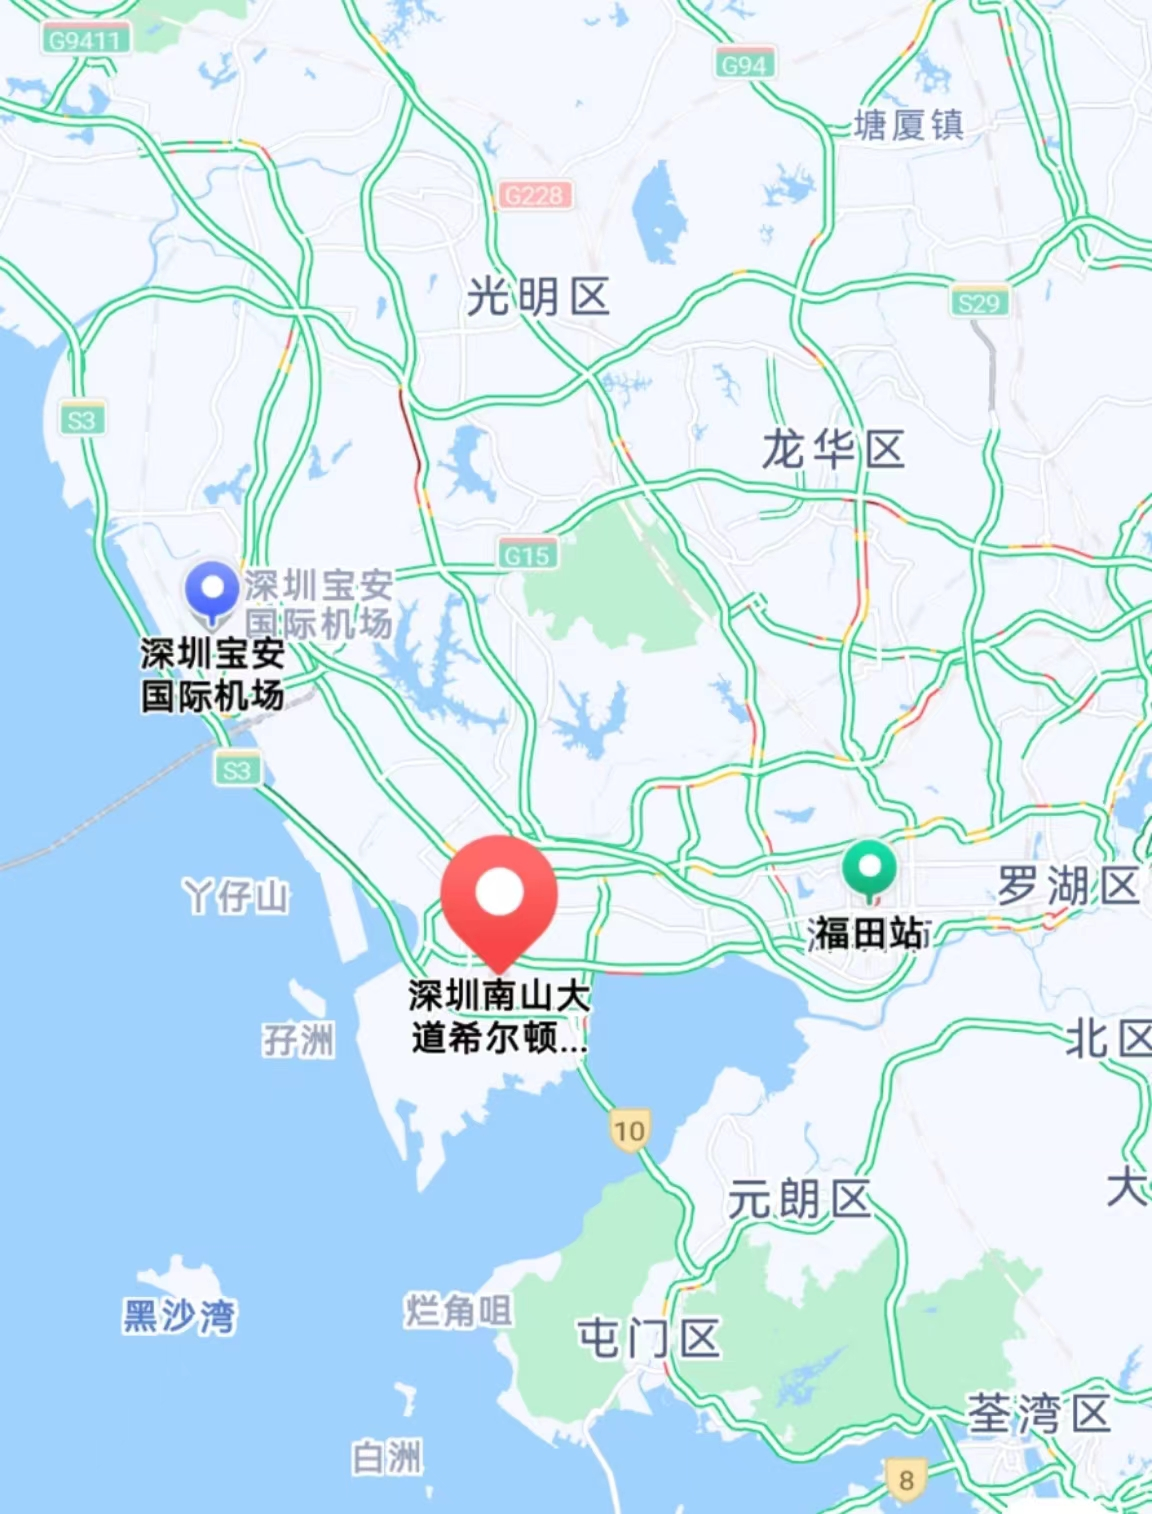 G9411
G94
塘厦镇
G228
光明区
S29
S3
龙华区
G15
深圳宝安
国际机场
深圳宝安
国际机场
S3
罗湖区
丫仔山
福田站
深圳南山大
道希尔顿...
孖洲
北区
10
元朗区
大
黑沙湾
烂角咀
屯门区
荃湾区
白洲
8